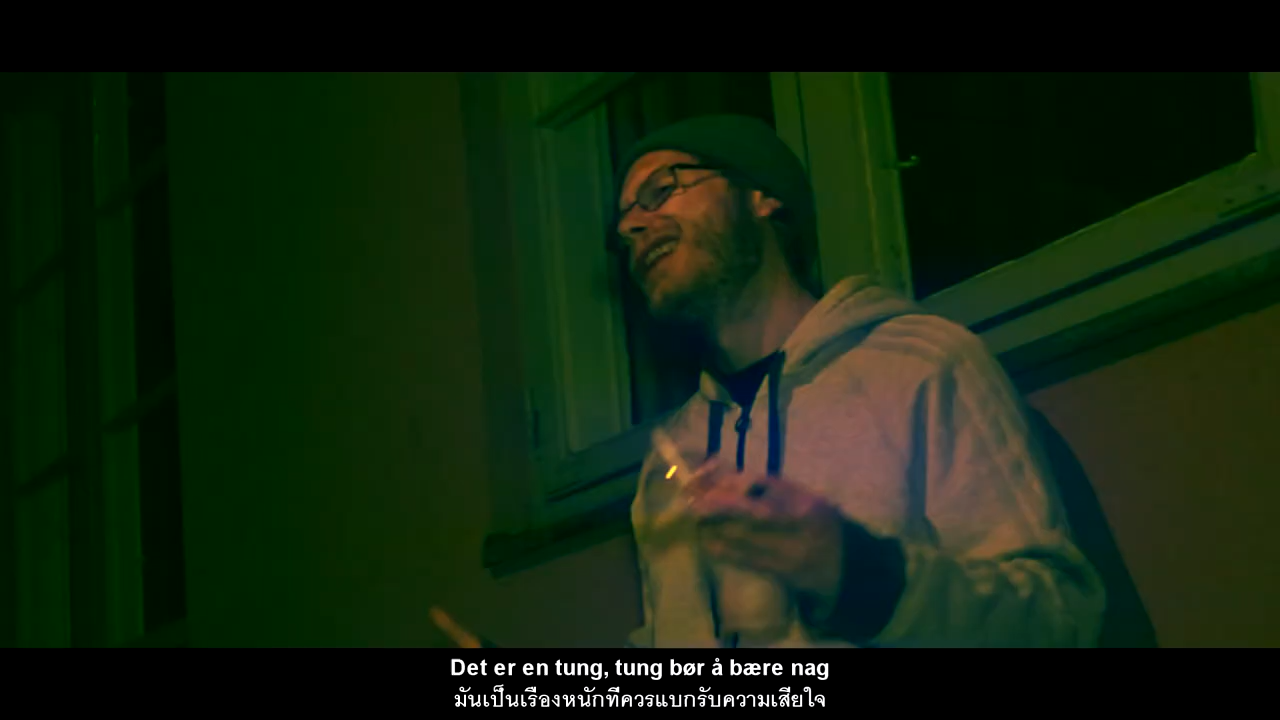 Det er en tung, tung bør å bære nag
มันเป็นเรืองหนักทีควรแบกรับความเสียใจ